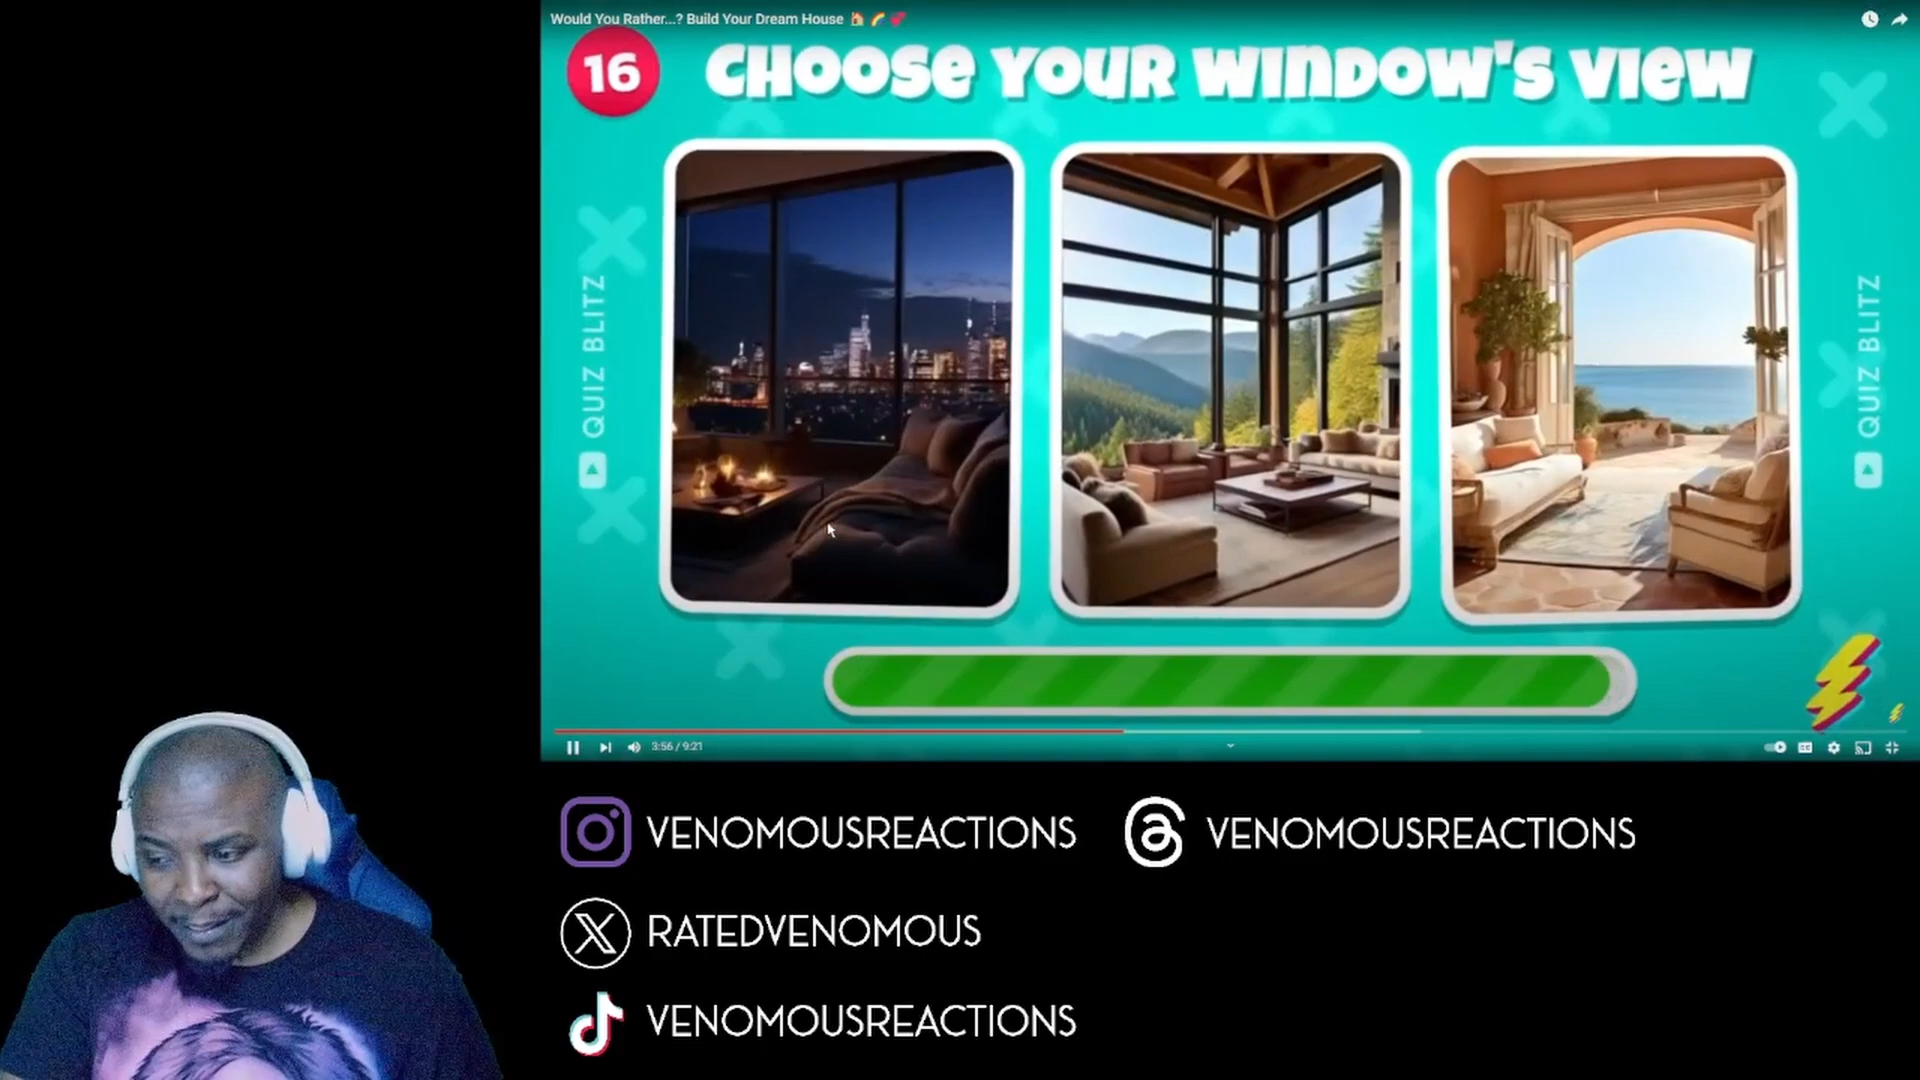 Would You Rather...? Build Your Dream House 🏠 🌈 💞
16 CHOOSE YOUR WINDOW'S VIEW
QUIZ BLITZ
QUIZ BLITZ
3:56 / 9:21
VENOMOUSREACTIONS
VENOMOUSREACTIONS
RATEDVENOMOUS
VENOMOUSREACTIONS